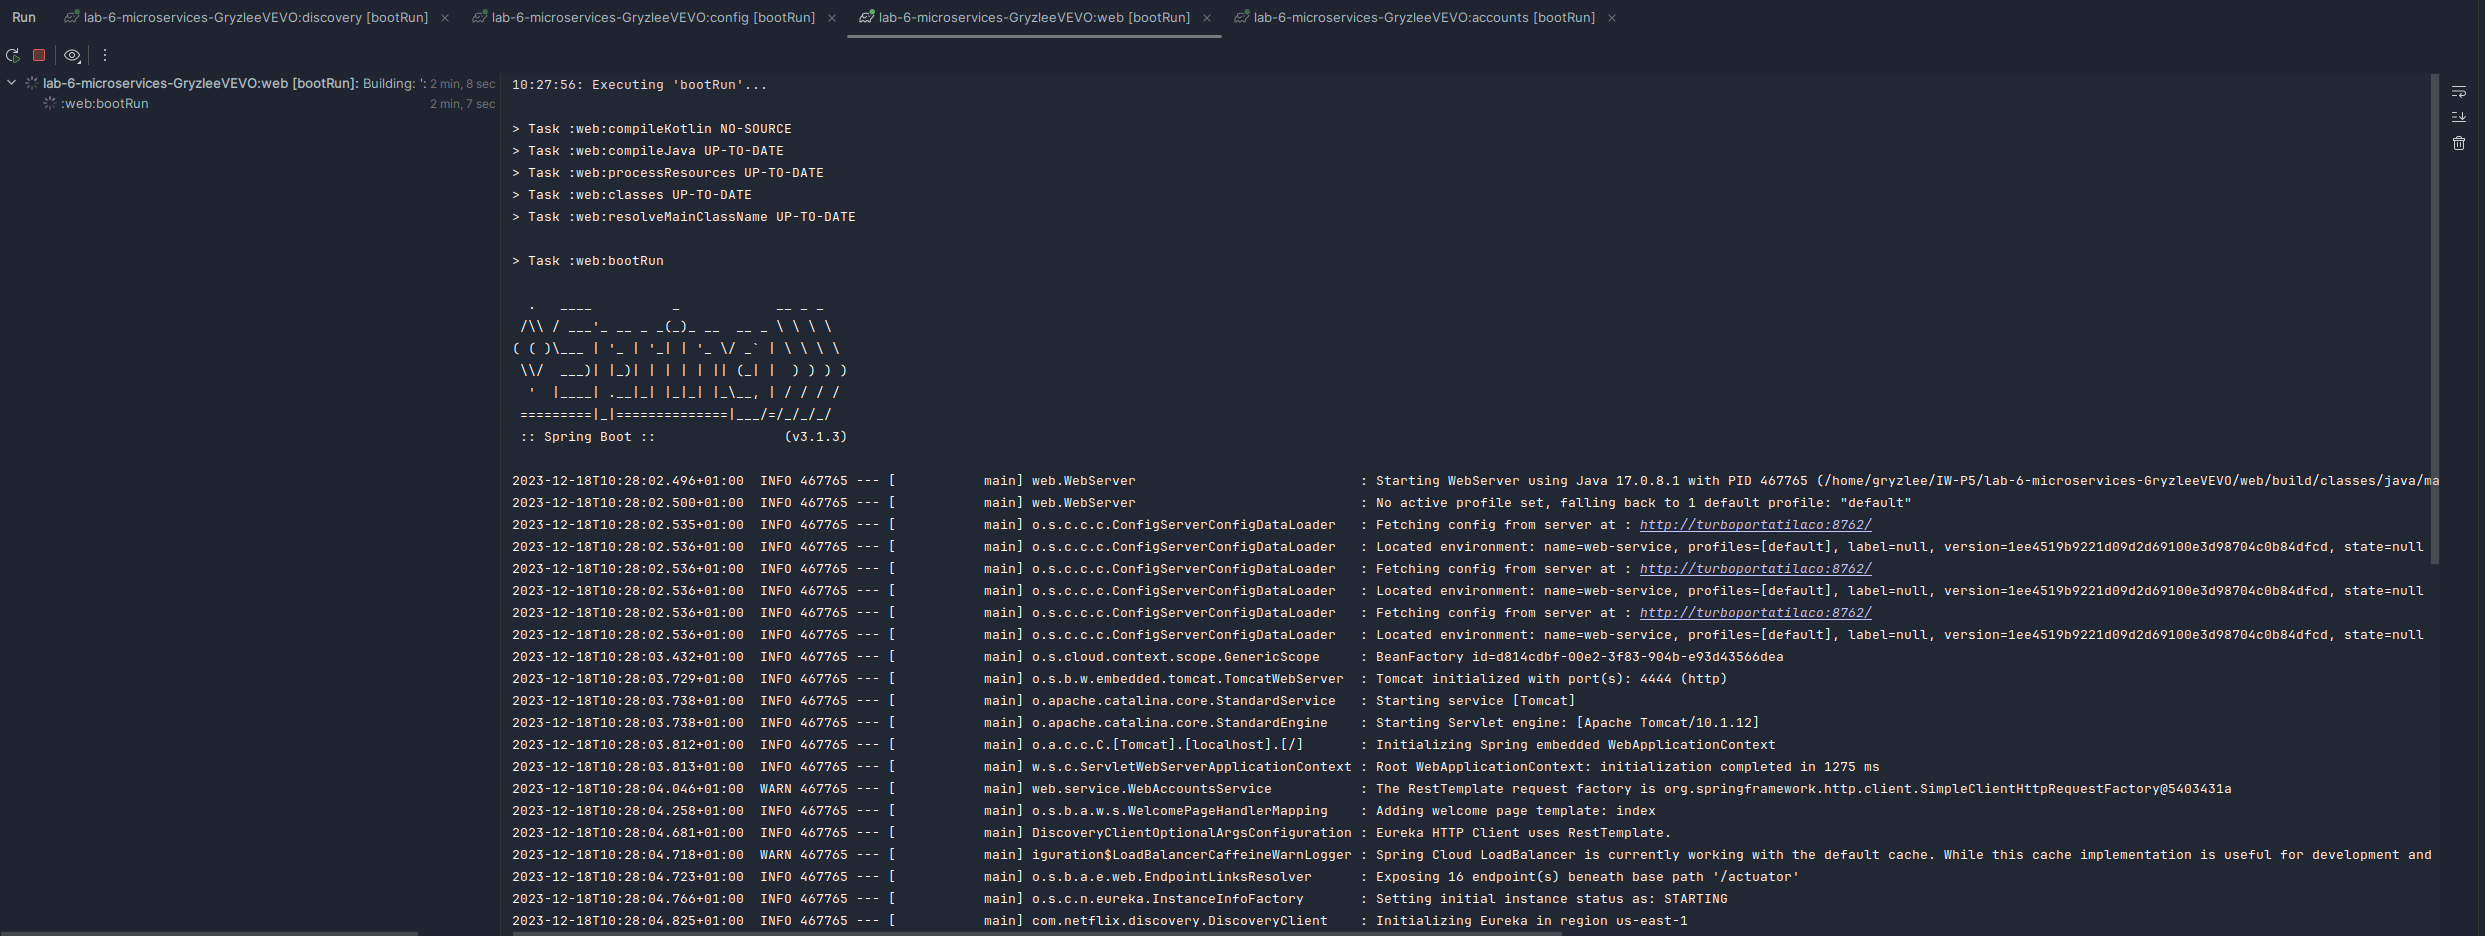 Run lab-6-microservices-GryzleeVEVO:discovery [bootRun] × lab-6-microservices-GryzleeVEVO:config [bootRun] × lab-6-microservices-GryzleeVEVO:web [bootRun] × lab-6-microservices-GryzleeVEVO:accounts [bootRun] ×
lab-6-microservices-GryzleeVEVO:web [bootRun]: Building: ': 2 min, 8 sec
:web:bootRun 2 min, 7 sec
10:27:56: Executing 'bootRun'...
> Task :web:compileKotlin NO-SOURCE
> Task :web:compileJava UP-TO-DATE
> Task :web:processResources UP-TO-DATE
> Task :web:classes UP-TO-DATE
> Task :web:resolveMainClassName UP-TO-DATE
> Task :web:bootRun
  .   ____          _            __ _ _
 /\\ / ___'_ __ _ _(_)_ __  __ _ \ \ \ \
( ( )\___ | '_ | '_| | '_ \/ _` | \ \ \ \
 \\/  ___)| |_)| | | | | || (_| |  ) ) ) )
  '  |____| .__|_| |_|_| |_\__, | / / / /
 =========|_|==============|___/=/_/_/_/
 :: Spring Boot ::                (v3.1.3)
2023-12-18T10:28:02.496+01:00  INFO 467765 --- [           main] web.WebServer                            : Starting WebServer using Java 17.0.8.1 with PID 467765 (/home/gryzlee/IW-P5/lab-6-microservices-GryzleeVEVO/web/build/classes/java/ma
2023-12-18T10:28:02.500+01:00  INFO 467765 --- [           main] web.WebServer                            : No active profile set, falling back to 1 default profile: "default"
2023-12-18T10:28:02.535+01:00  INFO 467765 --- [           main] o.s.c.c.c.ConfigServerConfigDataLoader   : Fetching config from server at : http://turboportatilaco:8762/
2023-12-18T10:28:02.536+01:00  INFO 467765 --- [           main] o.s.c.c.c.ConfigServerConfigDataLoader   : Located environment: name=web-service, profiles=[default], label=null, version=1ee4519b9221d09d2d69100e3d98704c0b84dfcd, state=null
2023-12-18T10:28:02.536+01:00  INFO 467765 --- [           main] o.s.c.c.c.ConfigServerConfigDataLoader   : Fetching config from server at : http://turboportatilaco:8762/
2023-12-18T10:28:02.536+01:00  INFO 467765 --- [           main] o.s.c.c.c.ConfigServerConfigDataLoader   : Located environment: name=web-service, profiles=[default], label=null, version=1ee4519b9221d09d2d69100e3d98704c0b84dfcd, state=null
2023-12-18T10:28:02.536+01:00  INFO 467765 --- [           main] o.s.c.c.c.ConfigServerConfigDataLoader   : Fetching config from server at : http://turboportatilaco:8762/
2023-12-18T10:28:02.536+01:00  INFO 467765 --- [           main] o.s.c.c.c.ConfigServerConfigDataLoader   : Located environment: name=web-service, profiles=[default], label=null, version=1ee4519b9221d09d2d69100e3d98704c0b84dfcd, state=null
2023-12-18T10:28:03.432+01:00  INFO 467765 --- [           main] o.s.cloud.context.scope.GenericScope     : BeanFactory id=d814cdbf-00e2-3f83-904b-e93d43566dea
2023-12-18T10:28:03.729+01:00  INFO 467765 --- [           main] o.s.b.w.embedded.tomcat.TomcatWebServer  : Tomcat initialized with port(s): 4444 (http)
2023-12-18T10:28:03.738+01:00  INFO 467765 --- [           main] o.apache.catalina.core.StandardService   : Starting service [Tomcat]
2023-12-18T10:28:03.738+01:00  INFO 467765 --- [           main] o.apache.catalina.core.StandardEngine    : Starting Servlet engine: [Apache Tomcat/10.1.12]
2023-12-18T10:28:03.812+01:00  INFO 467765 --- [           main] o.a.c.c.C.[Tomcat].[localhost].[/]       : Initializing Spring embedded WebApplicationContext
2023-12-18T10:28:03.813+01:00  INFO 467765 --- [           main] w.s.c.ServletWebServerApplicationContext : Root WebApplicationContext: initialization completed in 1275 ms
2023-12-18T10:28:04.046+01:00  WARN 467765 --- [           main] web.service.WebAccountsService           : The RestTemplate request factory is org.springframework.http.client.SimpleClientHttpRequestFactory@5403431a
2023-12-18T10:28:04.258+01:00  INFO 467765 --- [           main] o.s.b.a.w.s.WelcomePageHandlerMapping    : Adding welcome page template: index
2023-12-18T10:28:04.681+01:00  INFO 467765 --- [           main] DiscoveryClientOptionalArgsConfiguration : Eureka HTTP Client uses RestTemplate.
2023-12-18T10:28:04.718+01:00  WARN 467765 --- [           main] iguration$LoadBalancerCaffeineWarnLogger : Spring Cloud LoadBalancer is currently working with the default cache. While this cache implementation is useful for development and
2023-12-18T10:28:04.723+01:00  INFO 467765 --- [           main] o.s.b.a.e.web.EndpointLinksResolver      : Exposing 16 endpoint(s) beneath base path '/actuator'
2023-12-18T10:28:04.766+01:00  INFO 467765 --- [           main] o.s.c.n.eureka.InstanceInfoFactory       : Setting initial instance status as: STARTING
2023-12-18T10:28:04.825+01:00  INFO 467765 --- [           main] com.netflix.discovery.DiscoveryClient    : Initializing Eureka in region us-east-1